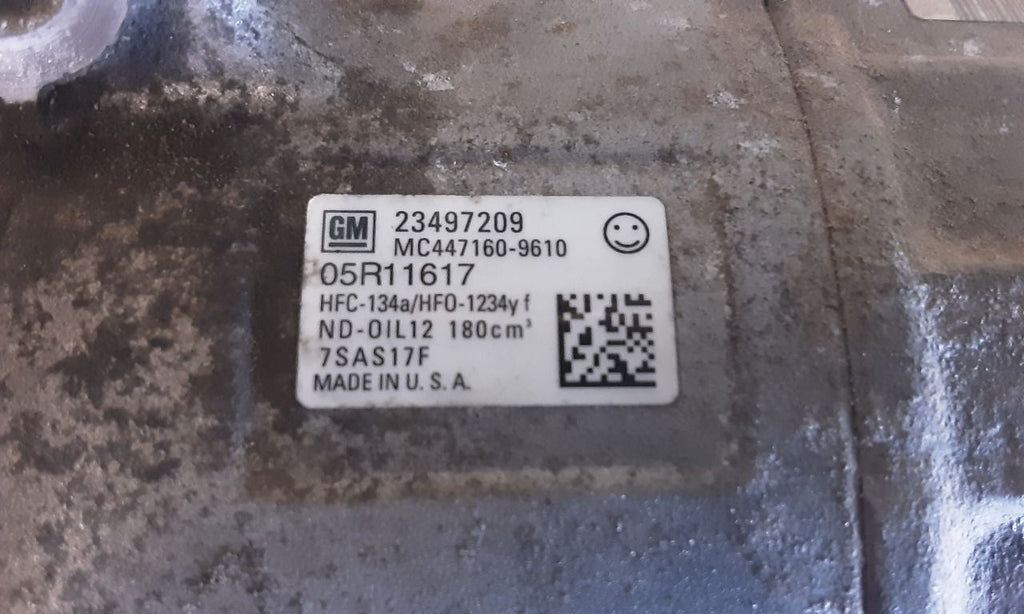 GM 23497209
MC447160-9610
05R11617
HFC-134a/HFO-1234yf
ND-OIL12 180cm³
7SAS17F
MADE IN U.S.A.